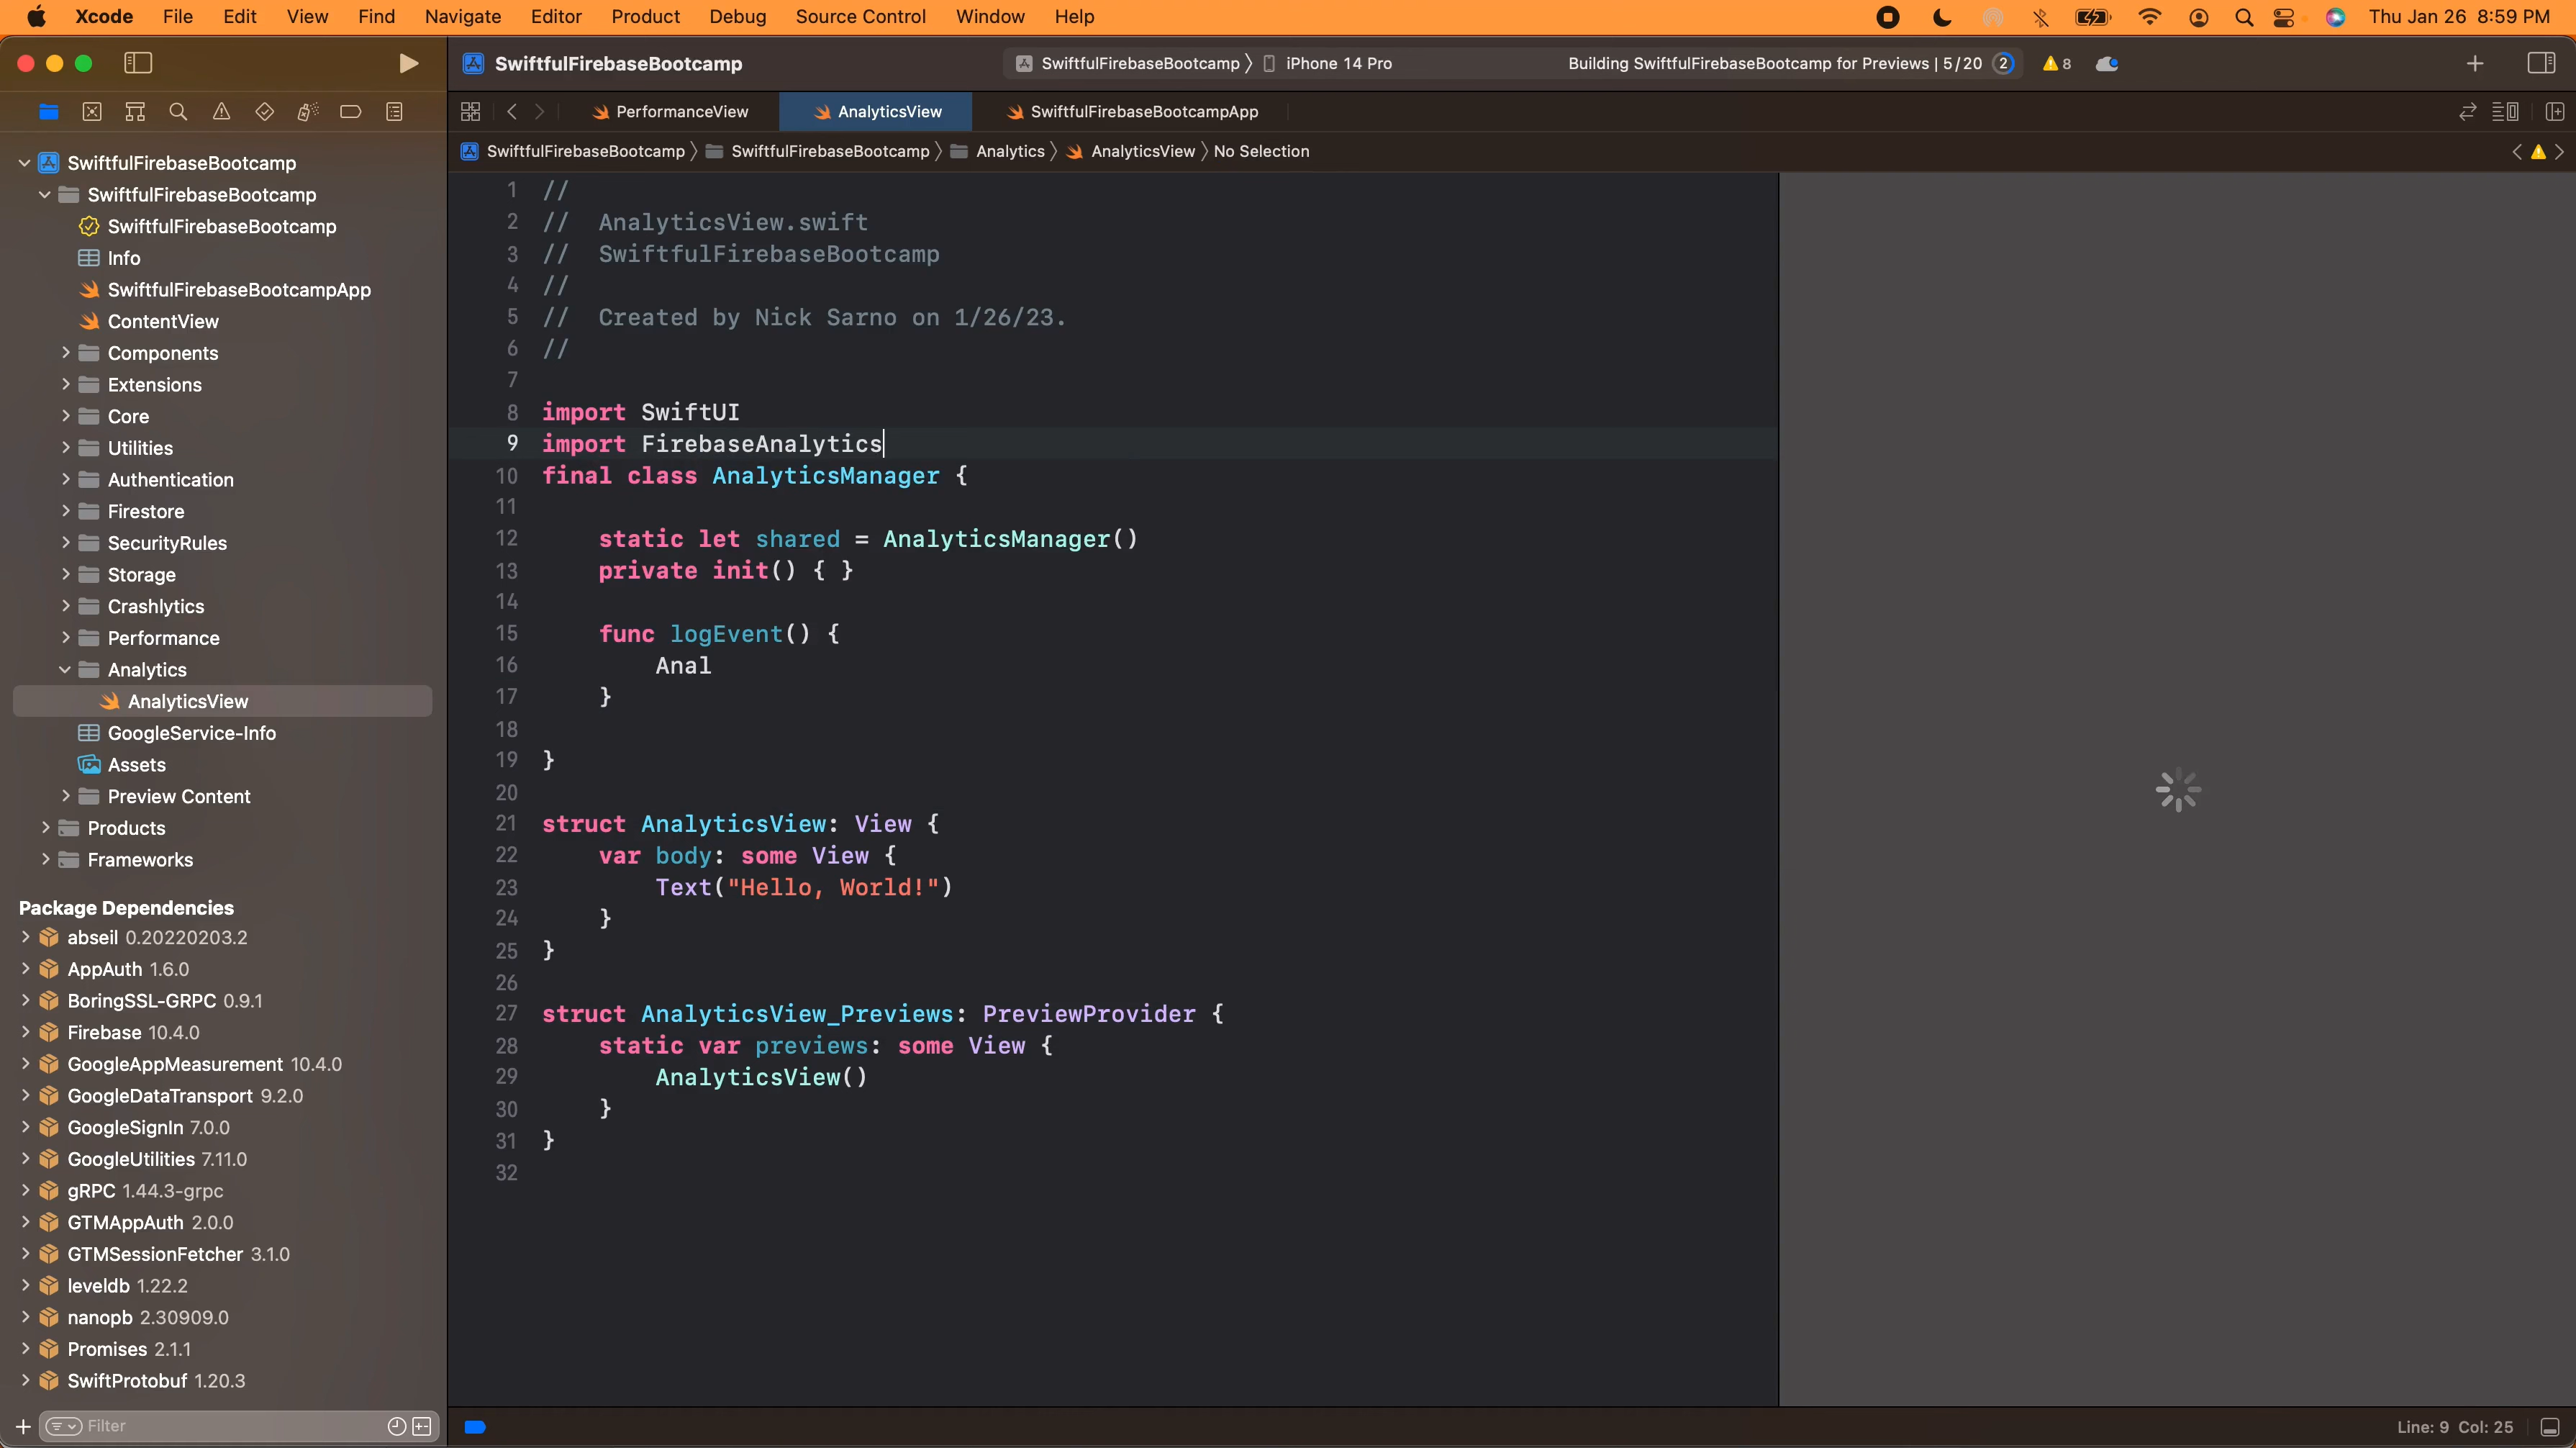 Xcode File Edit View Find Navigate Editor Product Debug Source Control Window Help Thu Jan 26 8:59 PM
SwiftfulFirebaseBootcamp SwiftfulFirebaseBootcamp iPhone 14 Pro Building SwiftfulFirebaseBootcamp for Previews | 5/20 2 8
PerformanceView AnalyticsView SwiftfulFirebaseBootcampApp
SwiftfulFirebaseBootcamp SwiftfulFirebaseBootcamp Analytics AnalyticsView No Selection
SwiftfulFirebaseBootcamp
SwiftfulFirebaseBootcamp
SwiftfulFirebaseBootcamp
Info
SwiftfulFirebaseBootcampApp
ContentView
Components
Extensions
Core
Utilities
Authentication
Firestore
SecurityRules
Storage
Crashlytics
Performance
Analytics
AnalyticsView
GoogleService-Info
Assets
Preview Content
Products
Frameworks
Package Dependencies
abseil 0.20220203.2
AppAuth 1.6.0
BoringSSL-GRPC 0.9.1
Firebase 10.4.0
GoogleAppMeasurement 10.4.0
GoogleDataTransport 9.2.0
GoogleSignIn 7.0.0
GoogleUtilities 7.11.0
gRPC 1.44.3-grpc
GTMAppAuth 2.0.0
GTMSessionFetcher 3.1.0
leveldb 1.22.2
nanopb 2.30909.0
Promises 2.1.1
SwiftProtobuf 1.20.3
Filter
1 //
2 // AnalyticsView.swift
3 // SwiftfulFirebaseBootcamp
4 //
5 // Created by Nick Sarno on 1/26/23.
6 //
7
8 import SwiftUI
9 import FirebaseAnalytics
10 final class AnalyticsManager {
11
12 static let shared = AnalyticsManager()
13 private init() { }
14
15 func logEvent() {
16 Anal
17 }
18
19 }
20
21 struct AnalyticsView: View {
22 var body: some View {
23 Text("Hello, World!")
24 }
25 }
26
27 struct AnalyticsView_Previews: PreviewProvider {
28 static var previews: some View {
29 AnalyticsView()
30 }
31 }
32
Line: 9 Col: 25